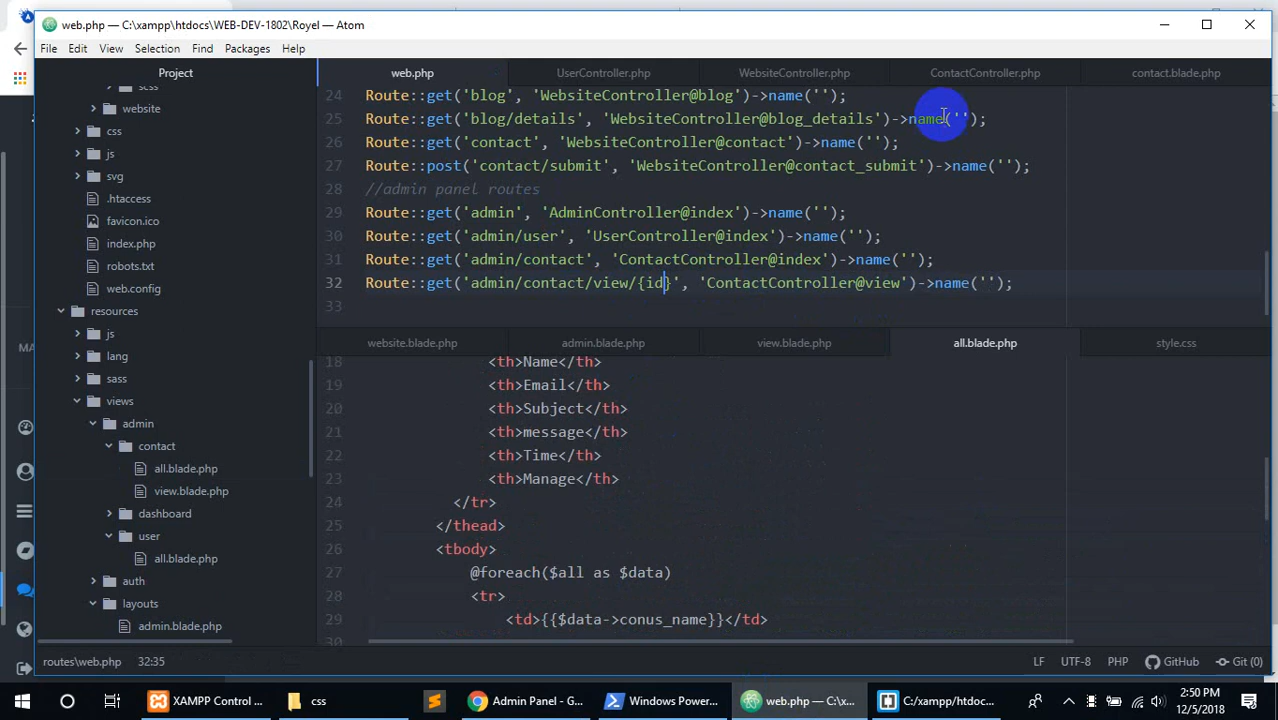 web.php — C:\xampp\htdocs\WEB-DEV-1802\Royel — Atom
File Edit View Selection Find Packages Help
Project
scss
website
css
js
svg
.htaccess
favicon.ico
index.php
robots.txt
web.config
resources
js
lang
sass
views
admin
contact
all.blade.php
view.blade.php
dashboard
user
all.blade.php
auth
layouts
admin.blade.php
web.php UserController.php WebsiteController.php ContactController.php contact.blade.php
24 Route::get('blog', 'WebsiteController@blog')->name('');
25 Route::get('blog/details', 'WebsiteController@blog_details')->name('');
26 Route::get('contact', 'WebsiteController@contact')->name('');
27 Route::post('contact/submit', 'WebsiteController@contact_submit')->name('');
28 //admin panel routes
29 Route::get('admin', 'AdminController@index')->name('');
30 Route::get('admin/user', 'UserController@index')->name('');
31 Route::get('admin/contact', 'ContactController@index')->name('');
32 Route::get('admin/contact/view/{id}', 'ContactController@view')->name('');
33
website.blade.php admin.blade.php view.blade.php all.blade.php style.css
18 <th>Name</th>
19 <th>Email</th>
20 <th>Subject</th>
21 <th>message</th>
22 <th>Time</th>
23 <th>Manage</th>
24 </tr>
25 </thead>
26 <tbody>
27 @foreach($all as $data)
28 <tr>
29 <td>{{$data->conus_name}}</td>
30
routes\web.php 32:35 LF UTF-8 PHP GitHub Git (0)
XAMPP Control ... css Admin Panel - G... Windows Power... web.php — C:\x... C:/xampp/htdoc... 2:50 PM
12/5/2018